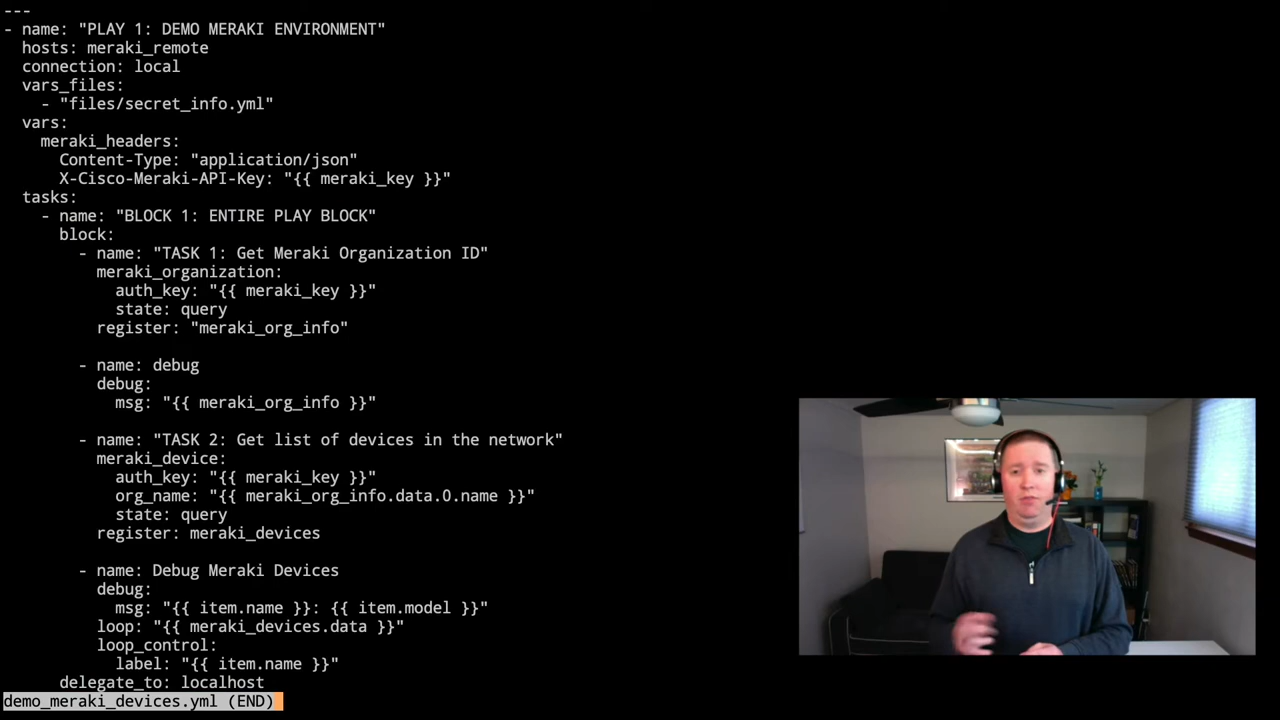 ---
- name: "PLAY 1: DEMO MERAKI ENVIRONMENT"
  hosts: meraki_remote
  connection: local
  vars_files:
    - "files/secret_info.yml"
  vars:
    meraki_headers:
      Content-Type: "application/json"
      X-Cisco-Meraki-API-Key: "{{ meraki_key }}"
  tasks:
    - name: "BLOCK 1: ENTIRE PLAY BLOCK"
      block:
        - name: "TASK 1: Get Meraki Organization ID"
          meraki_organization:
            auth_key: "{{ meraki_key }}"
            state: query
          register: "meraki_org_info"

        - name: debug
          debug:
            msg: "{{ meraki_org_info }}"

        - name: "TASK 2: Get list of devices in the network"
          meraki_device:
            auth_key: "{{ meraki_key }}"
            org_name: "{{ meraki_org_info.data.0.name }}"
            state: query
          register: meraki_devices

        - name: Debug Meraki Devices
          debug:
            msg: "{{ item.name }}: {{ item.model }}"
          loop: "{{ meraki_devices.data }}"
          loop_control:
            label: "{{ item.name }}"
      delegate_to: localhost
demo_meraki_devices.yml (END)